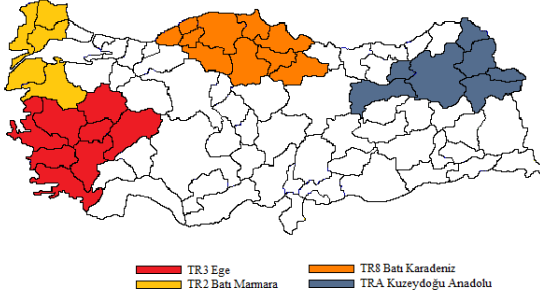 TR3 Ege
TR8 Batı Karadeniz
TR2 Batı Marmara
TRA Kuzeydoğu Anadolu